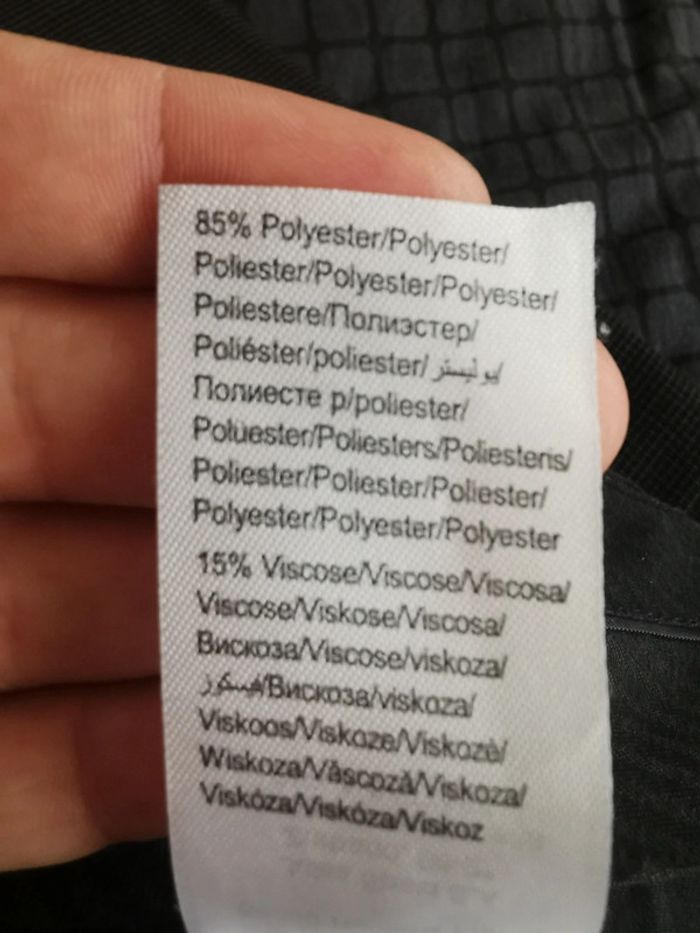 85% Polyester/Polyester/
Poliester/Polyester/Polyester/
Poliestere/Полиэстер/
Poliéster/poliester/ بوليستر/
Полиесте р/poliester/
Polüester/Poliesters/Poliesteris/
Poliester/Poliester/Poliester/
Polyester/Polyester/Polyester
15% Viscose/Viscose/Viscosa/
Viscose/Viskose/Viscosa/
Вискоза/Viscose/viskoza/
فيسكوز/Вискоза/viskoza/
Viskoos/Viskoze/Viskozè/
Wiskoza/Vâscozã/Viskoza/
Viskóza/Viskóza/Viskoz